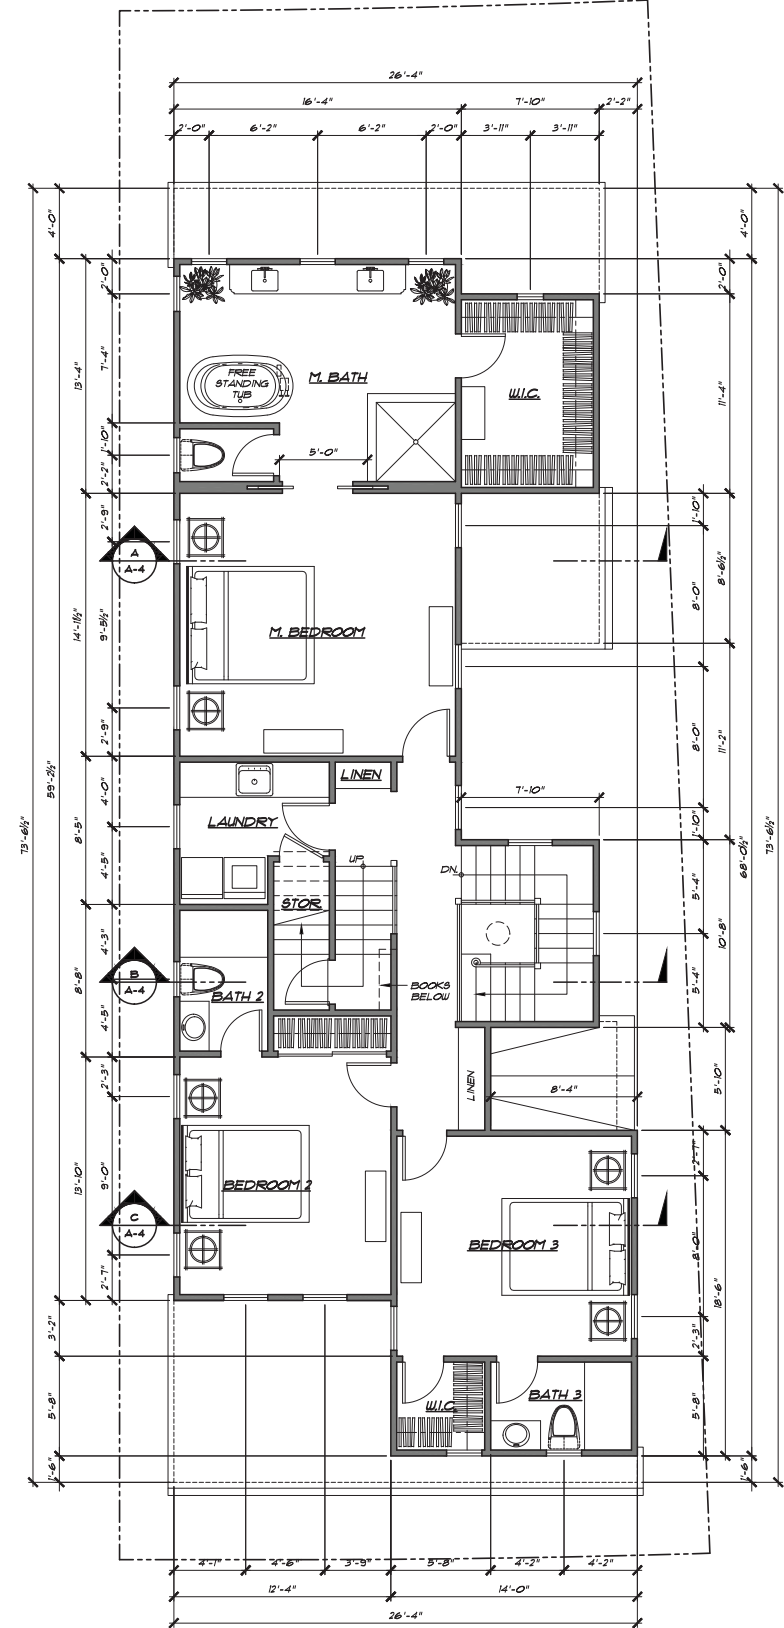 26'-4"
16'-4"
7'-10"
2'-2"
2'-0"
6'-2"
6'-2"
2'-0"
3'-11"
3'-11"
4'-0"
4'-0"
2'-0"
2'-0"
FREE
STANDING
TUB
M. BATH
W.I.C.
13'-4"
7'-4"
11'-4"
1'-10"
5'-0"
2'-2"
2'-9"
1'-10"
A
A-4
8'-6½"
8'-0"
14'-1½"
9'-5½"
M. BEDROOM
2'-9"
8'-0"
11'-2"
59'-2½"
73'-6½"
4'-0"
LINEN
7'-10"
LAUNDRY
8'-5"
1'-10"
68'-0½"
73'-6½"
UP
DN.
4'-5"
5'-4"
STOR.
4'-3"
10'-8"
B
A-4
8'-8"
BATH 2
BOOKS
BELOW
5'-4"
4'-5"
2'-3"
LINEN
8'-4"
5'-10"
2'-7"
13'-10"
9'-0"
BEDROOM 2
C
A-4
BEDROOM 3
8'-0"
2'-7"
18'-6"
3'-2"
2'-3"
W.I.C.
BATH 3
5'-8"
5'-8"
1'-6"
1'-6"
4'-1"
4'-6"
3'-9"
5'-8"
4'-2"
4'-2"
12'-4"
14'-0"
26'-4"